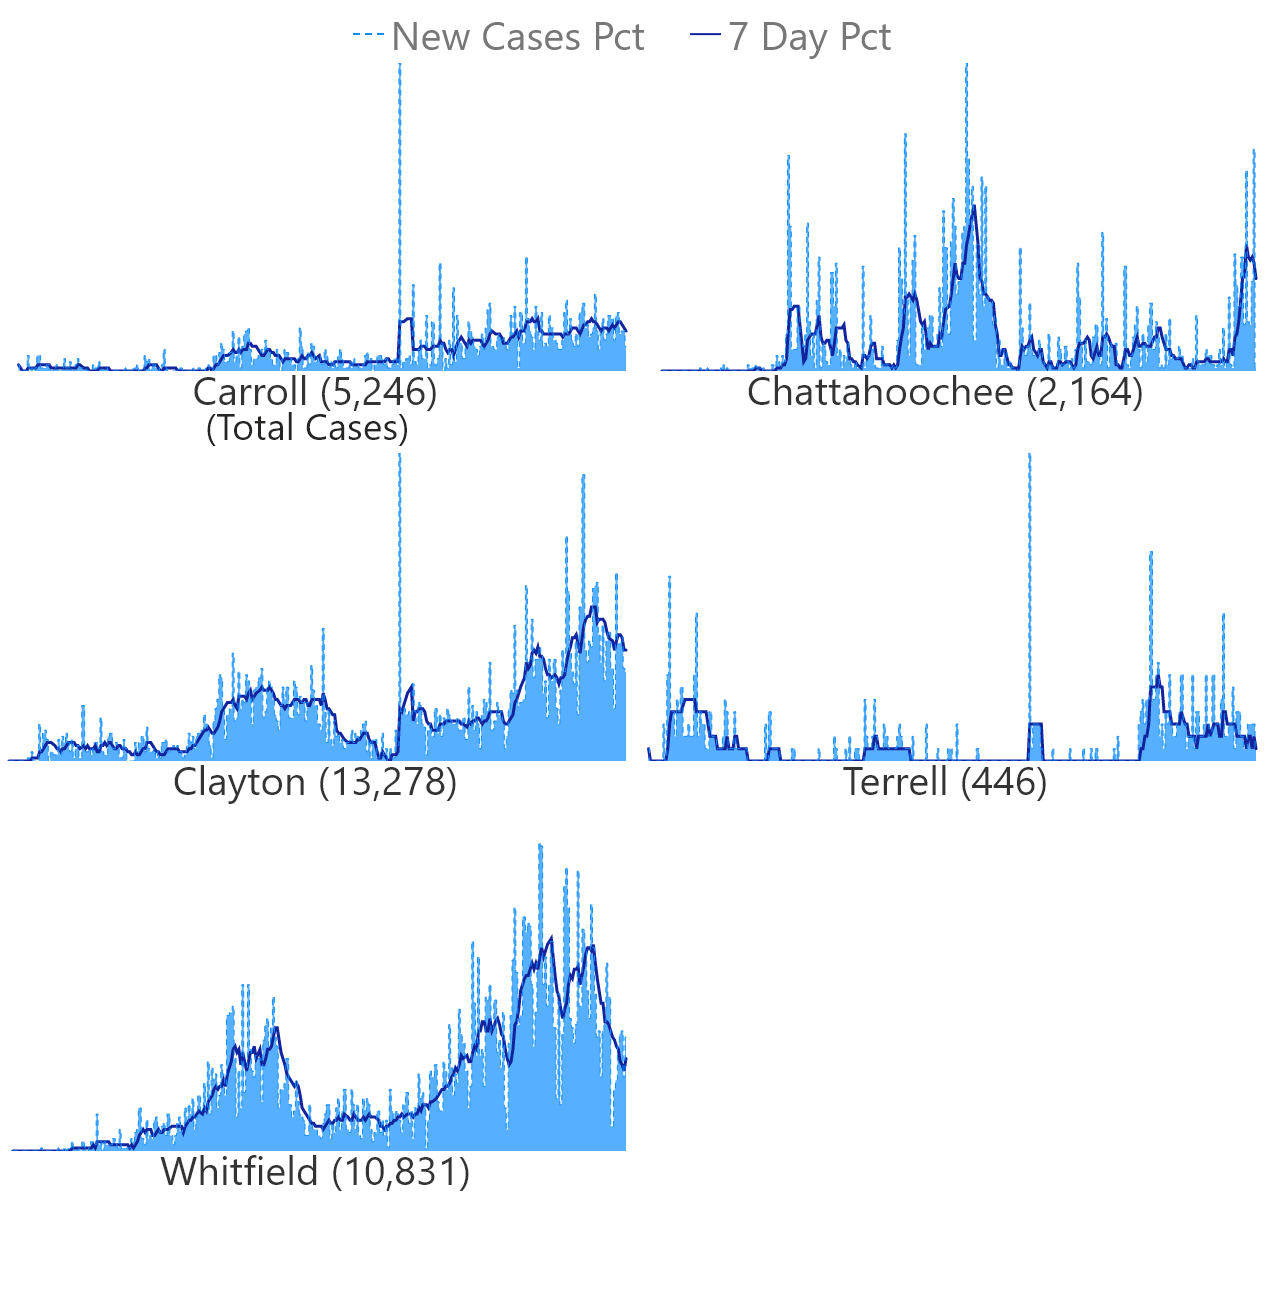 New Cases Pct 7 Day Pct
Carroll (5,246)
(Total Cases)
Chattahoochee (2,164)
Clayton (13,278)
Terrell (446)
Whitfield (10,831)